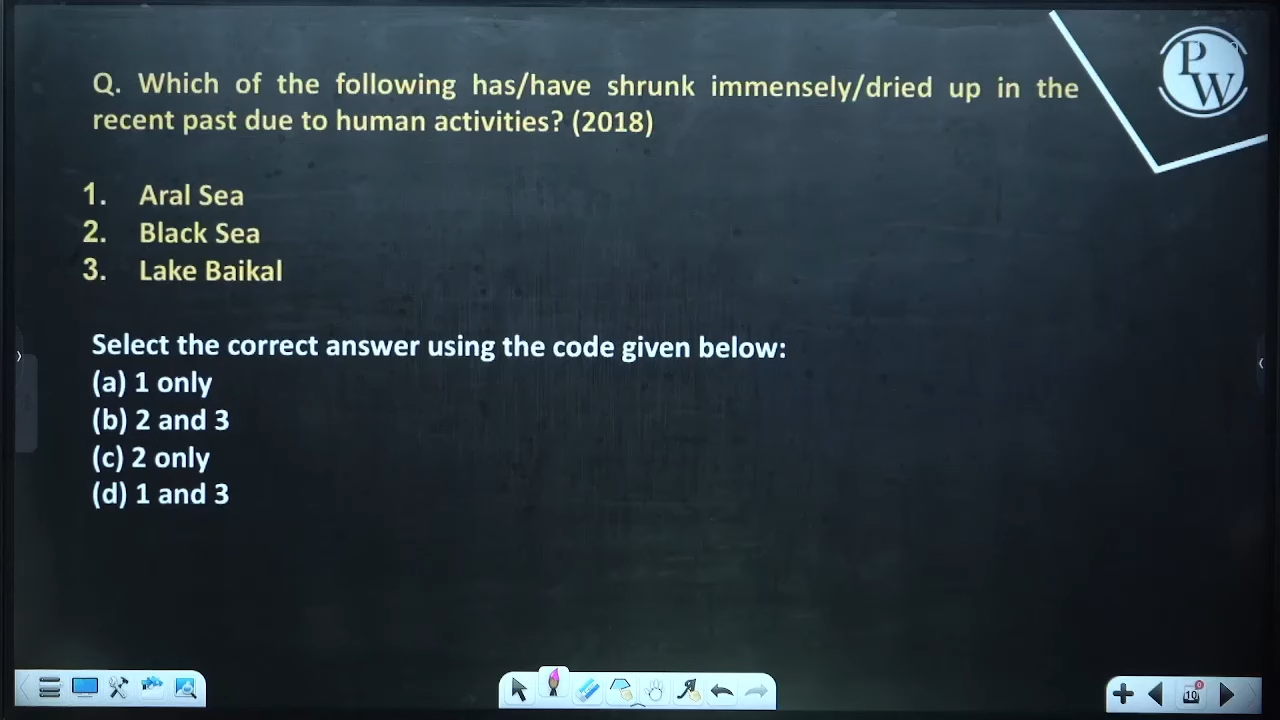 PW
Q. Which of the following has/have shrunk immensely/dried up in the
recent past due to human activities? (2018)
1. Aral Sea
2. Black Sea
3. Lake Baikal
Select the correct answer using the code given below:
(a) 1 only
(b) 2 and 3
(c) 2 only
(d) 1 and 3
10